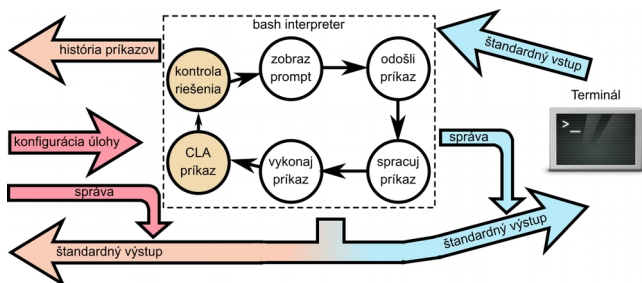 bash interpreter
história príkazov
štandardný vstup
kontrola
riešenia
zobraz
prompt
odošli
príkaz
Terminál
>_
konfigurácia úlohy
správa
CLA
príkaz
vykonaj
príkaz
spracuj
príkaz
správa
štandardný výstup
štandardný výstup